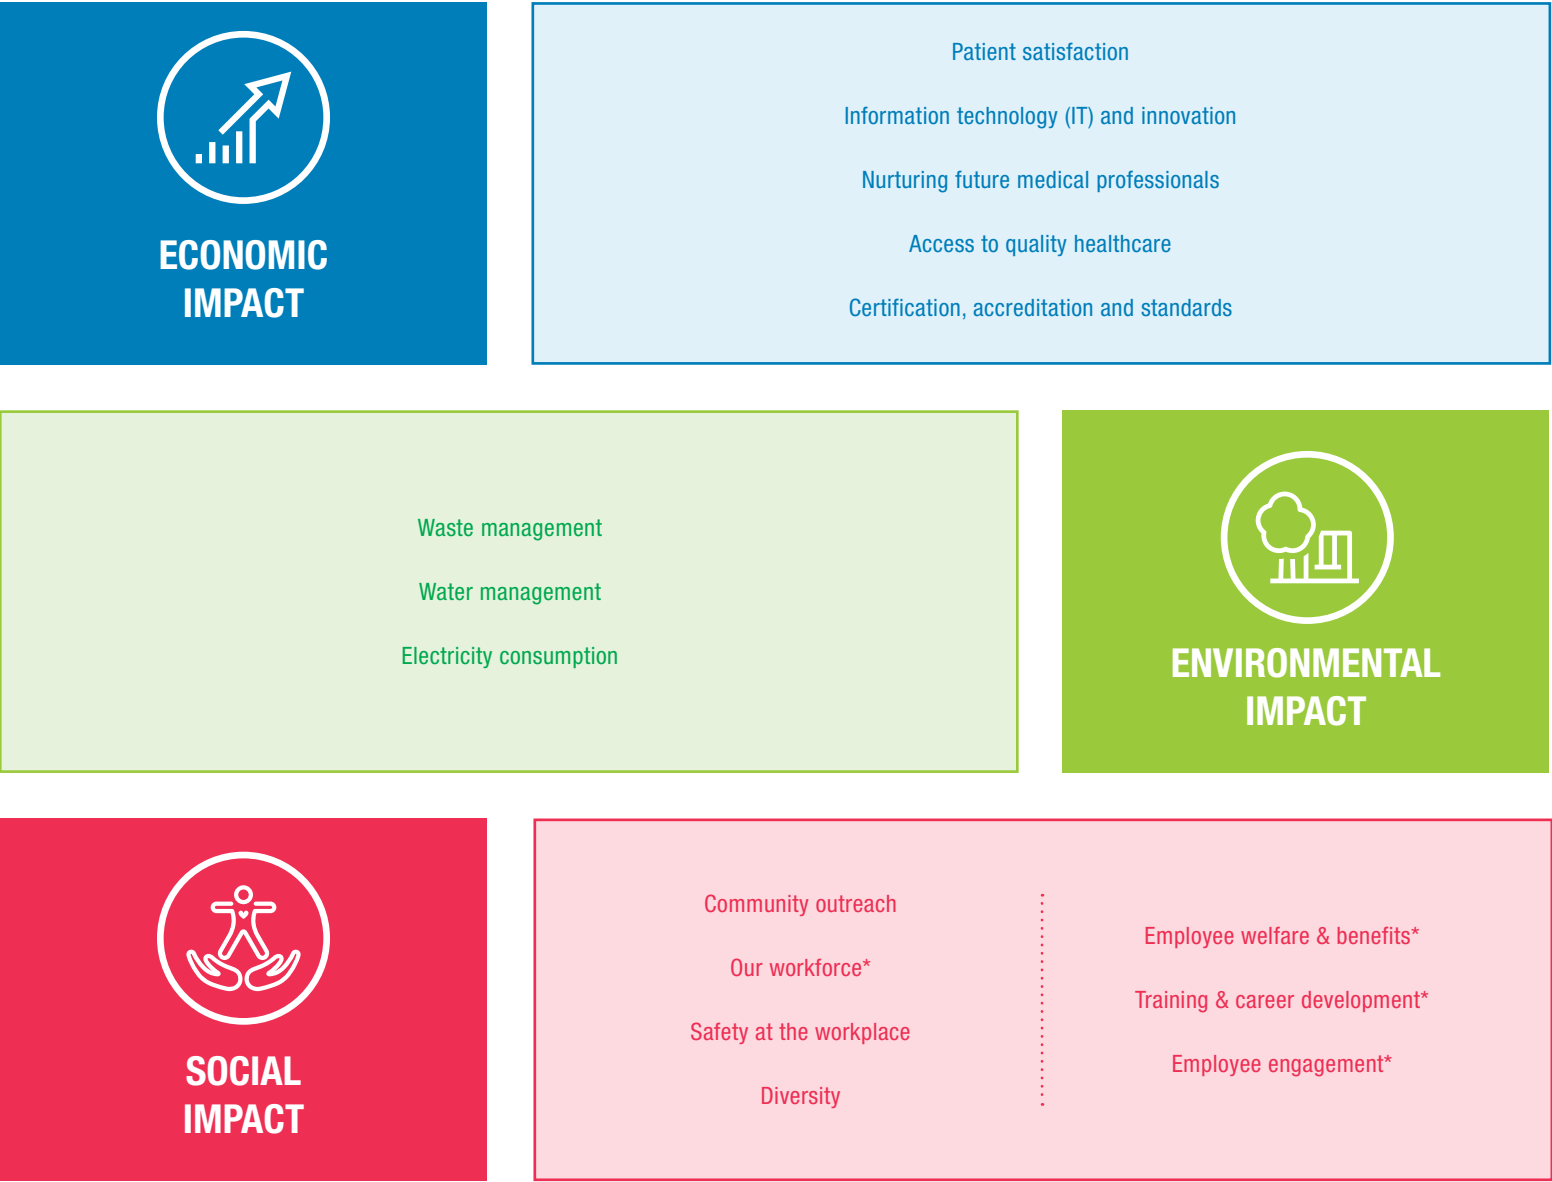 ECONOMIC
IMPACT
Patient satisfaction
Information technology (IT) and innovation
Nurturing future medical professionals
Access to quality healthcare
Certification, accreditation and standards
Waste management
Water management
Electricity consumption
ENVIRONMENTAL
IMPACT
SOCIAL
IMPACT
Community outreach
Our workforce*
Safety at the workplace
Diversity
Employee welfare & benefits*
Training & career development*
Employee engagement*